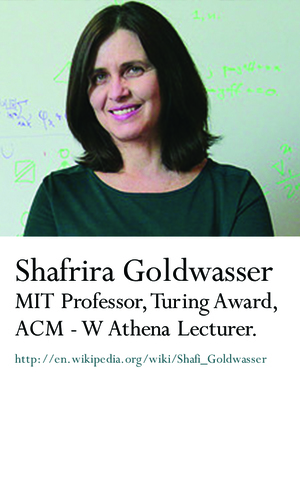 Shafrira Goldwasser
MIT Professor, Turing Award,
ACM - W Athena Lecturer.
http://en.wikipedia.org/wiki/Shafi_Goldwasser